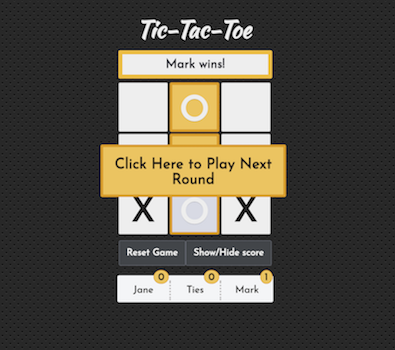 Tic-Tac-Toe
Mark wins!
O
Click Here to Play Next
Round
X O X
Reset Game Show/Hide score
0 0 1
Jane Ties Mark